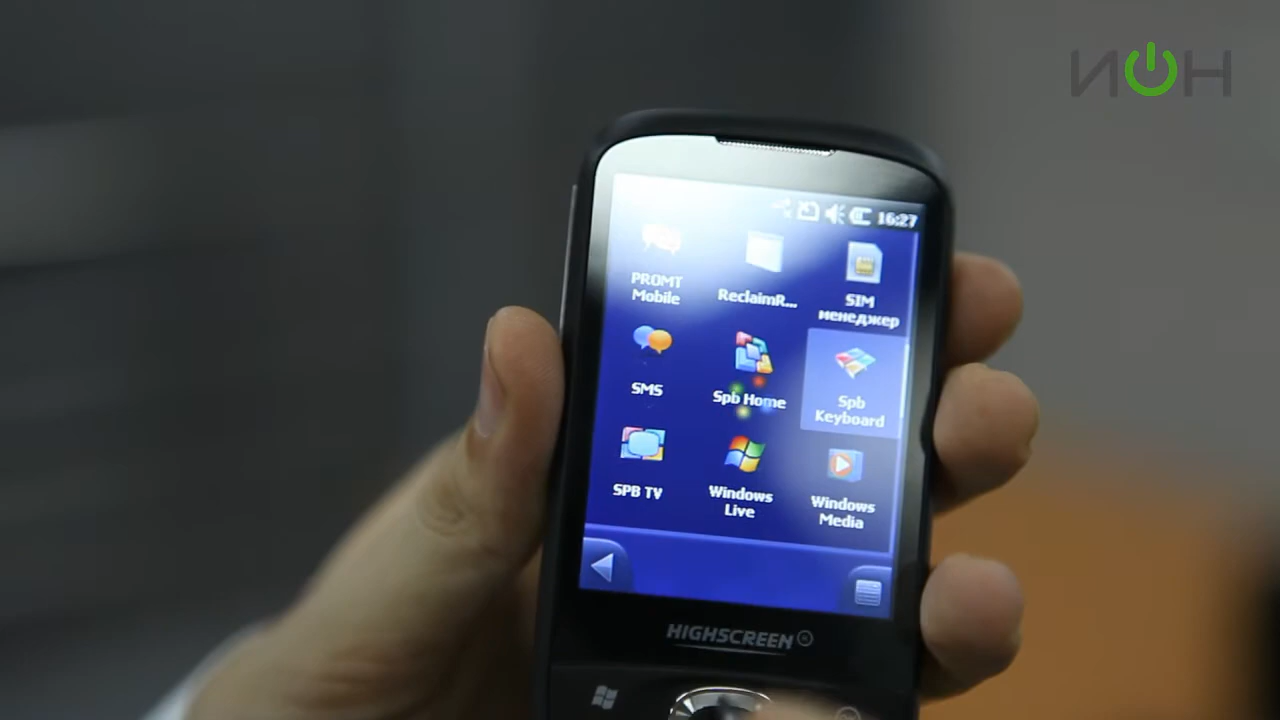 ИОН
16:27
PROMT
Mobile
ReclaimR...
SIM
менеджер
SMS
Spb Home
Spb
Keyboard
SPB TV
Windows
Live
Windows
Media
HIGHSCREEN